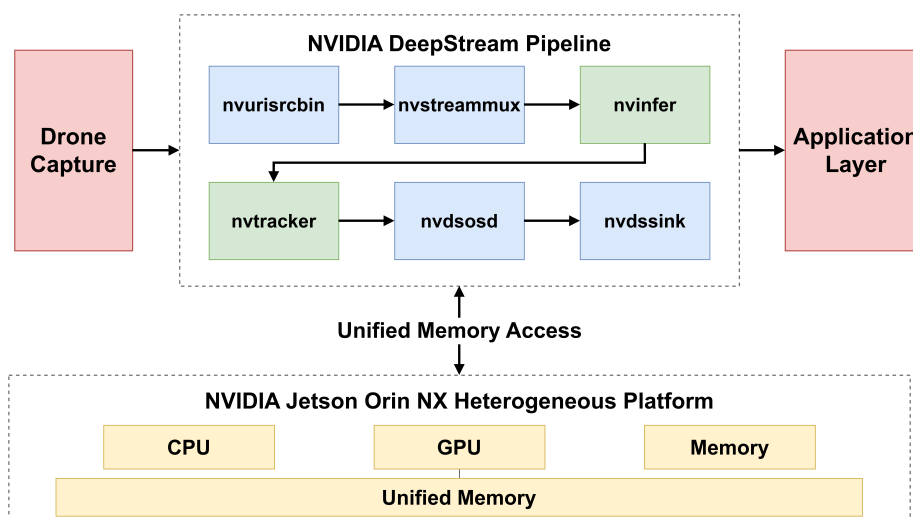 NVIDIA DeepStream Pipeline
Drone
Capture
nvurisrcbin
nvstreammux
nvinfer
nvtracker
nvdsosd
nvdssink
Application
Layer
Unified Memory Access
NVIDIA Jetson Orin NX Heterogeneous Platform
CPU
GPU
Memory
Unified Memory